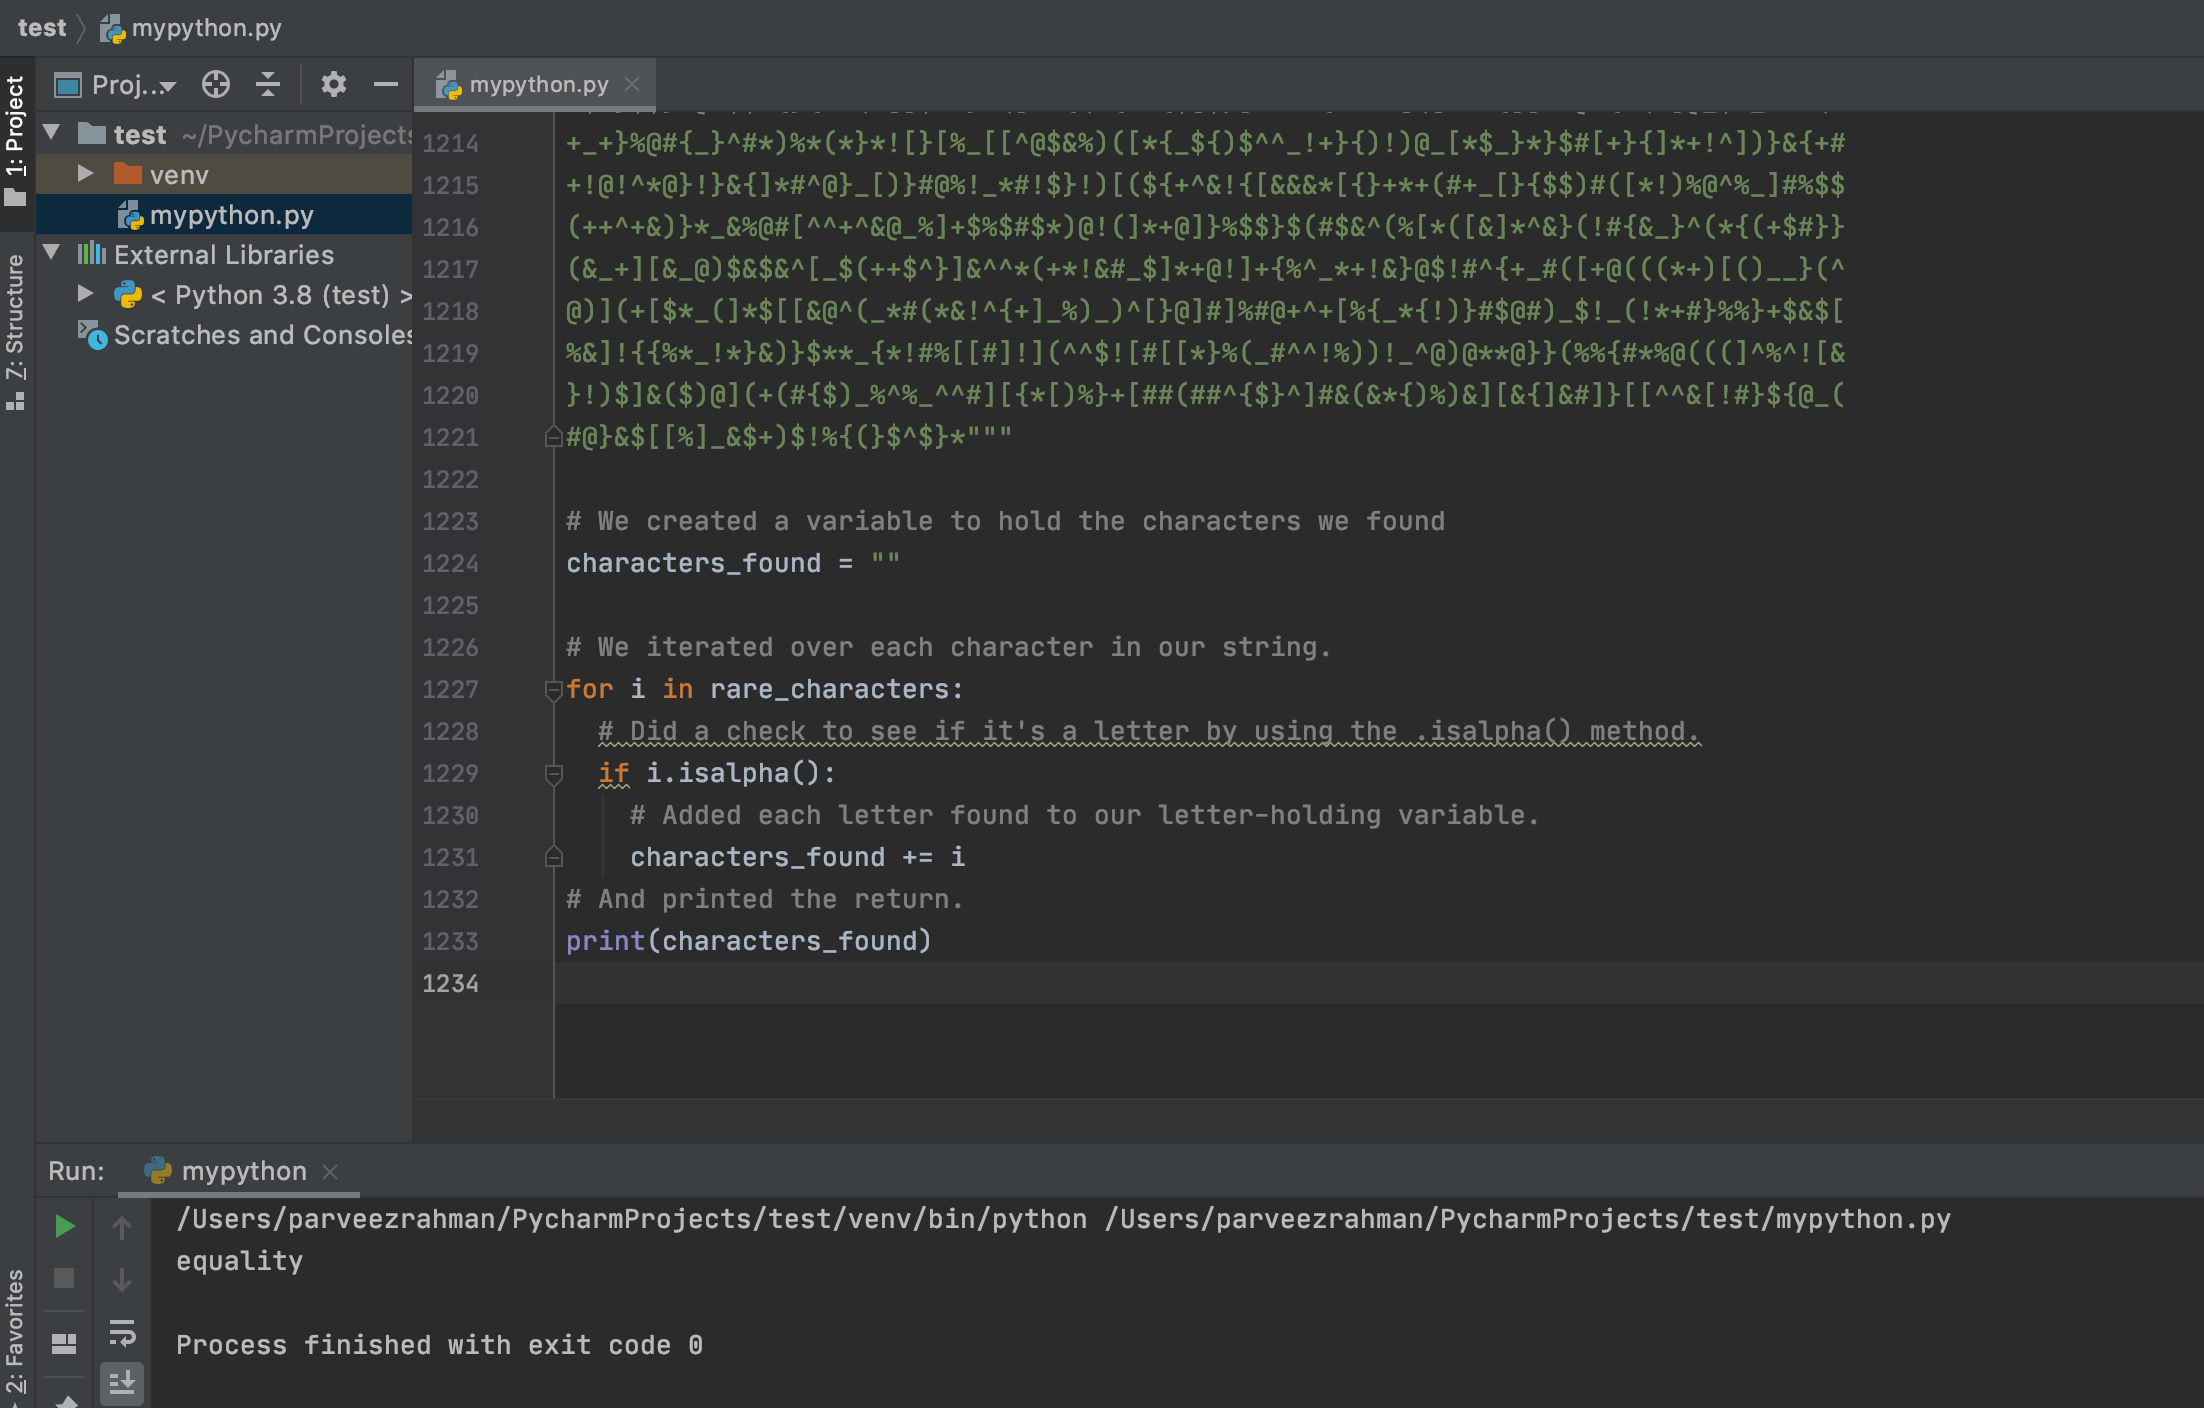 test mypython.py
Proj...
mypython.py
1: Project
7: Structure
2: Favorites
test ~/PycharmProjects
venv
mypython.py
External Libraries
< Python 3.8 (test) >
Scratches and Consoles
1214 +_+}%@#{_}^#*)%*(*}*![}[%_[[^@$&%)([*{_${)$^^_!+}{)!)@_[*$_}*}$#[+}{]*+!^])}&{+#
1215 +!@!^*@}!}&{]*#^@}_[)}#@%!_*#!$}!)[(${+^&!{[&&&*[{}+*+(#+_[}{$$)#([*!)%@^%_]#%$$
1216 (++^+&)}*_&%@#[^^+^&@_%]+$%$#$*)@!(]*+@]}%$$}$(#$&^(%[*([&]*^&}(!#{&_}^(*{(+$#}}
1217 (&_+][&_@)$&$&^[_$(++$^}]&^^*(+*!&#_$]*+@!]+{%^_*+!&}@$!#^{+_#([+@(((*+)[()__}(^
1218 @)](+[$*_(]*$[[&@^(_*#(*&!^{+]_%)_)^[}@]#]%#@+^+[%{_*{!)}#$@#)_$!_(!*+#}%%}+$&$[
1219 %&]!{{%*_!*}&)}$**_{*!#%[[#]!](^^$![#[[*}%(_#^^!%))!_^@)@**@}}(%%{#*%@(((]^%^![&
1220 }!)$]&($)@](+(#{$)_%^%_^^#][{*[)%}+[##(##^{$}^]#&(&*{)%)&][&{]&#]}[[^^&[!#}${@_(
1221 #@}&$[[%]_&$+)$!%{(}$^$}*"""
1222
1223 # We created a variable to hold the characters we found
1224 characters_found = ""
1225
1226 # We iterated over each character in our string.
1227 for i in rare_characters:
1228 # Did a check to see if it's a letter by using the .isalpha() method.
1229 if i.isalpha():
1230 # Added each letter found to our letter-holding variable.
1231 characters_found += i
1232 # And printed the return.
1233 print(characters_found)
1234
Run: mypython
/Users/parveezrahman/PycharmProjects/test/venv/bin/python /Users/parveezrahman/PycharmProjects/test/mypython.py
equality
Process finished with exit code 0